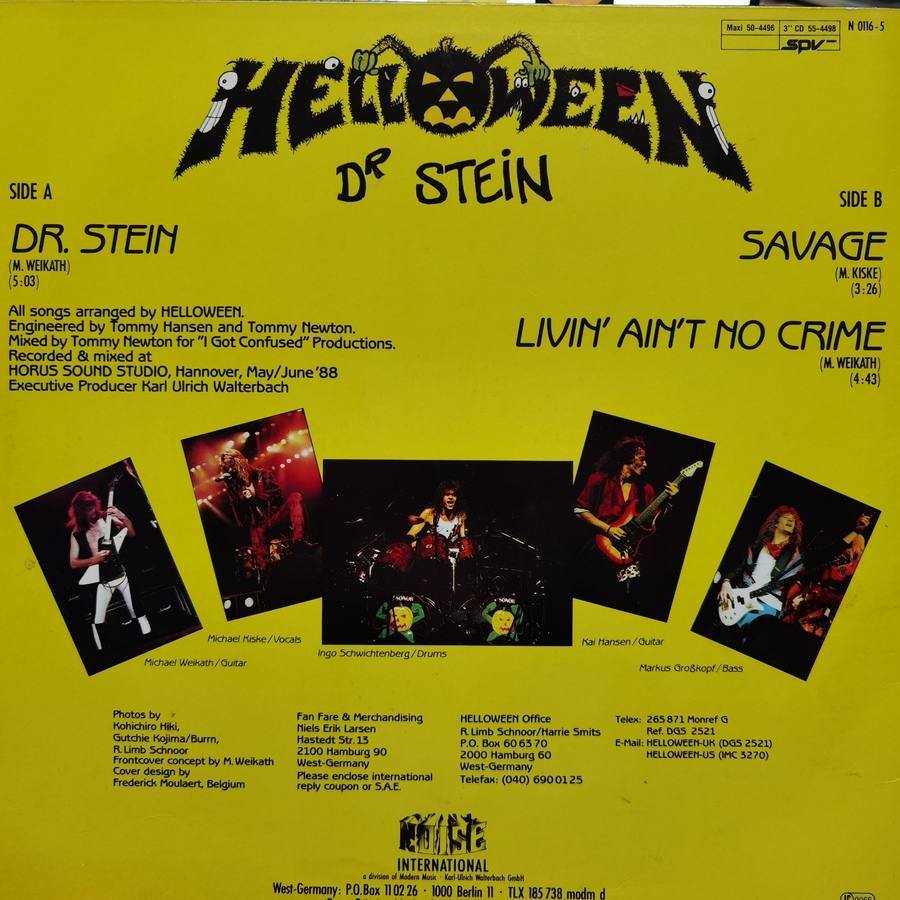 Maxi 50-4496 3'' CD 55-4498 N 0116-5
SPV
HELLOWEEN
DR STEIN
SIDE A
DR. STEIN
(M. WEIKATH)
(5:03)
All songs arranged by HELLOWEEN.
Engineered by Tommy Hansen and Tommy Newton.
Mixed by Tommy Newton for "I Got Confused" Productions.
Recorded & mixed at
HORUS SOUND STUDIO, Hannover, May/June '88
Executive Producer Karl Ulrich Walterbach
SIDE B
SAVAGE
(M. KISKE)
(3:26)
LIVIN' AIN'T NO CRIME
(M. WEIKATH)
(4:43)
SONOR SONOR
Michael Weikath/Guitar
Michael Kiske/Vocals
Ingo Schwichtenberg/Drums
Kai Hansen/Guitar
Markus Großkopf/Bass
Photos by
Kohichiro Hiki,
Gutchie Kojima/Burrn,
R. Limb Schnoor
Frontcover concept by M. Weikath
Cover design by
Frederick Moulaert, Belgium
Fan Fare & Merchandising
Niels Erik Larsen
Hastedt Str. 13
2100 Hamburg 90
West-Germany
Please enclose international
reply coupon or S.A.E.
HELLOWEEN Office
R. Limb Schnoor/Harrie Smits
P.O. Box 60 63 70
2000 Hamburg 60
West-Germany
Telefax: (040) 690 01 25
Telex: 265 871 Monref G
Ref. DGS 2521
E-Mail: HELLOWEEN-UK (DGS 2521)
HELLOWEEN-US (IMC 3270)
NOISE
INTERNATIONAL
a division of Modern Music · Karl-Ulrich Walterbach GmbH
West-Germany: P.O. Box 11 02 26 · 1000 Berlin 11 · TLX 185 738 modm d